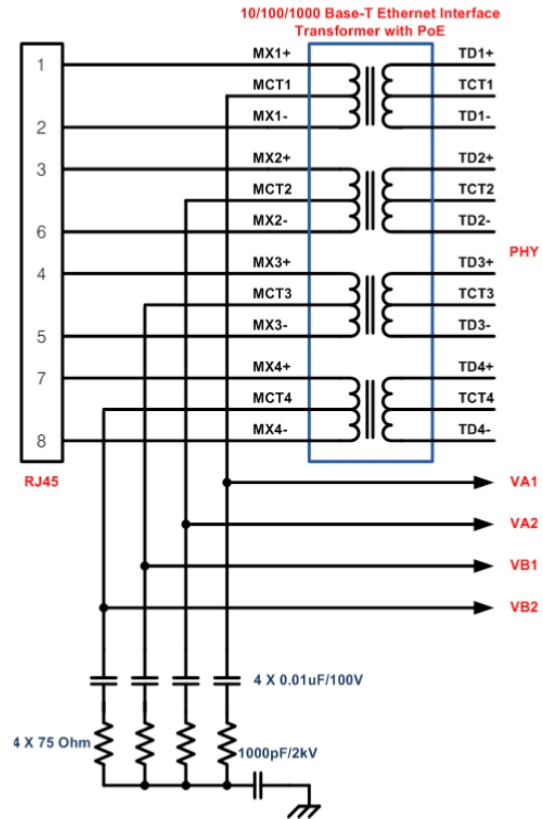 10/100/1000 Base-T Ethernet Interface
Transformer with PoE
1
MX1+
TD1+
MCT1
TCT1
2
MX1-
TD1-
3
MX2+
TD2+
MCT2
TCT2
6
MX2-
TD2-
PHY
4
MX3+
TD3+
MCT3
TCT3
5
MX3-
TD3-
7
MX4+
TD4+
MCT4
TCT4
8
MX4-
TD4-
RJ45
VA1
VA2
VB1
VB2
4 X 0.01uF/100V
4 X 75 Ohm
1000pF/2kV